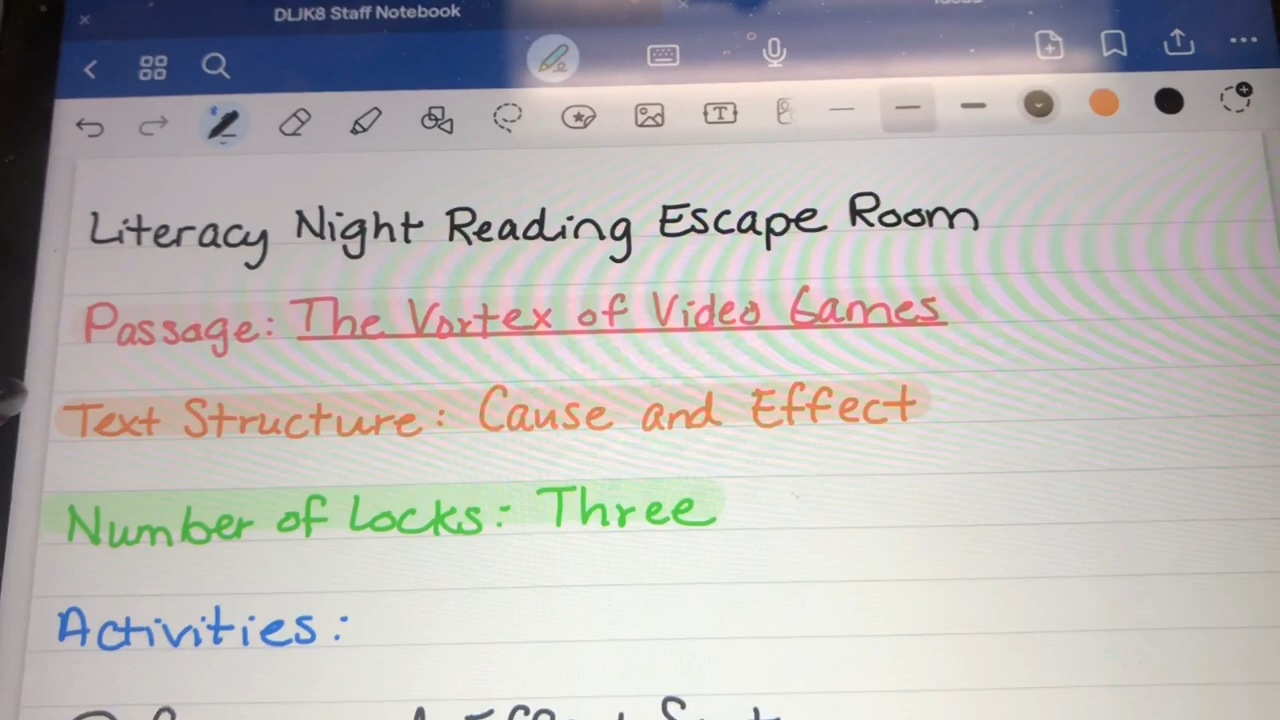 DLJK8 Staff Notebook
Literacy Night Reading Escape Room
Passage: The Vortex of Video Games
Text Structure: Cause and Effect
Number of Locks: Three
Activities: